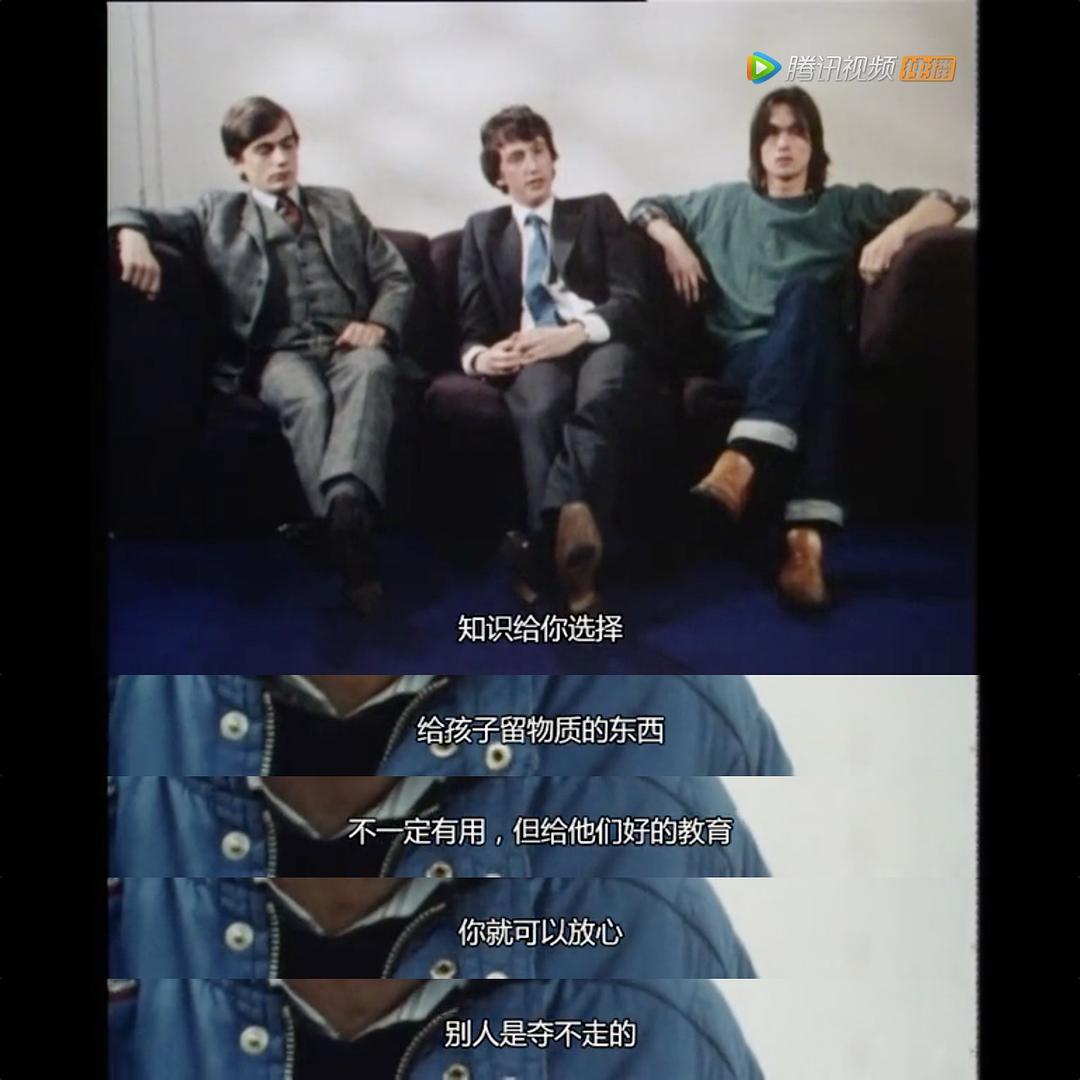 腾讯视频 独播
知识给你选择
给孩子留物质的东西
不一定有用，但给他们好的教育
你就可以放心
别人是夺不走的